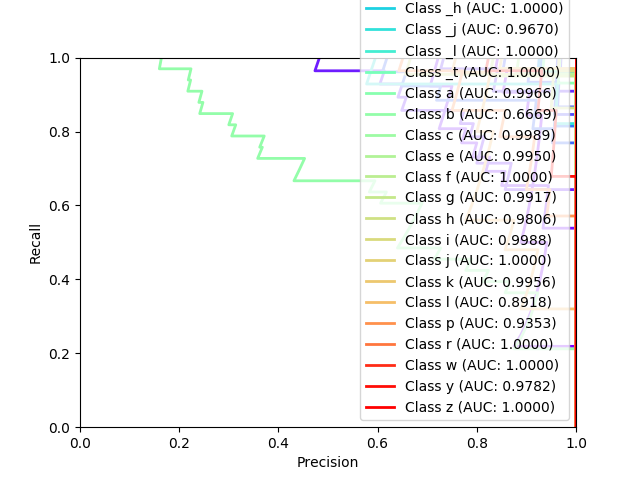 Class _h (AUC: 1.0000)
Class _j (AUC: 0.9670)
Class _l (AUC: 1.0000)
Class _t (AUC: 1.0000)
Class a (AUC: 0.9966)
Class b (AUC: 0.6669)
Class c (AUC: 0.9989)
Class e (AUC: 0.9950)
Class f (AUC: 1.0000)
Class g (AUC: 0.9917)
Class h (AUC: 0.9806)
Class i (AUC: 0.9988)
Class j (AUC: 1.0000)
Class k (AUC: 0.9956)
Class l (AUC: 0.8918)
Class p (AUC: 0.9353)
Class r (AUC: 1.0000)
Class w (AUC: 1.0000)
Class y (AUC: 0.9782)
Class z (AUC: 1.0000)
1.0
0.8
0.6
0.4
0.2
0.0
Recall
0.0 0.2 0.4 0.6 0.8 1.0
Precision